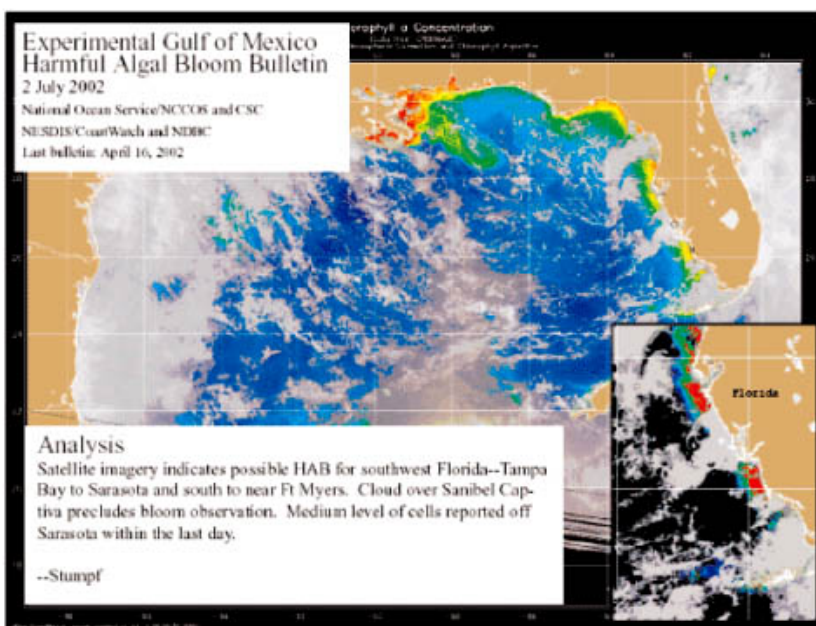 Chlorophyll a Concentration
Experimental Gulf of Mexico
Harmful Algal Bloom Bulletin
2 July 2002
National Ocean Service/NCCOS and CSC
NESDIS/CoastWatch and NDBC
Last bulletin: April 16, 2002
Florida
Analysis
Satellite imagery indicates possible HAB for southwest Florida--Tampa
Bay to Sarasota and south to near Ft Myers. Cloud over Sanibel Cap-
tiva precludes bloom observation. Medium level of cells reported off
Sarasota within the last day.
--Stumpf